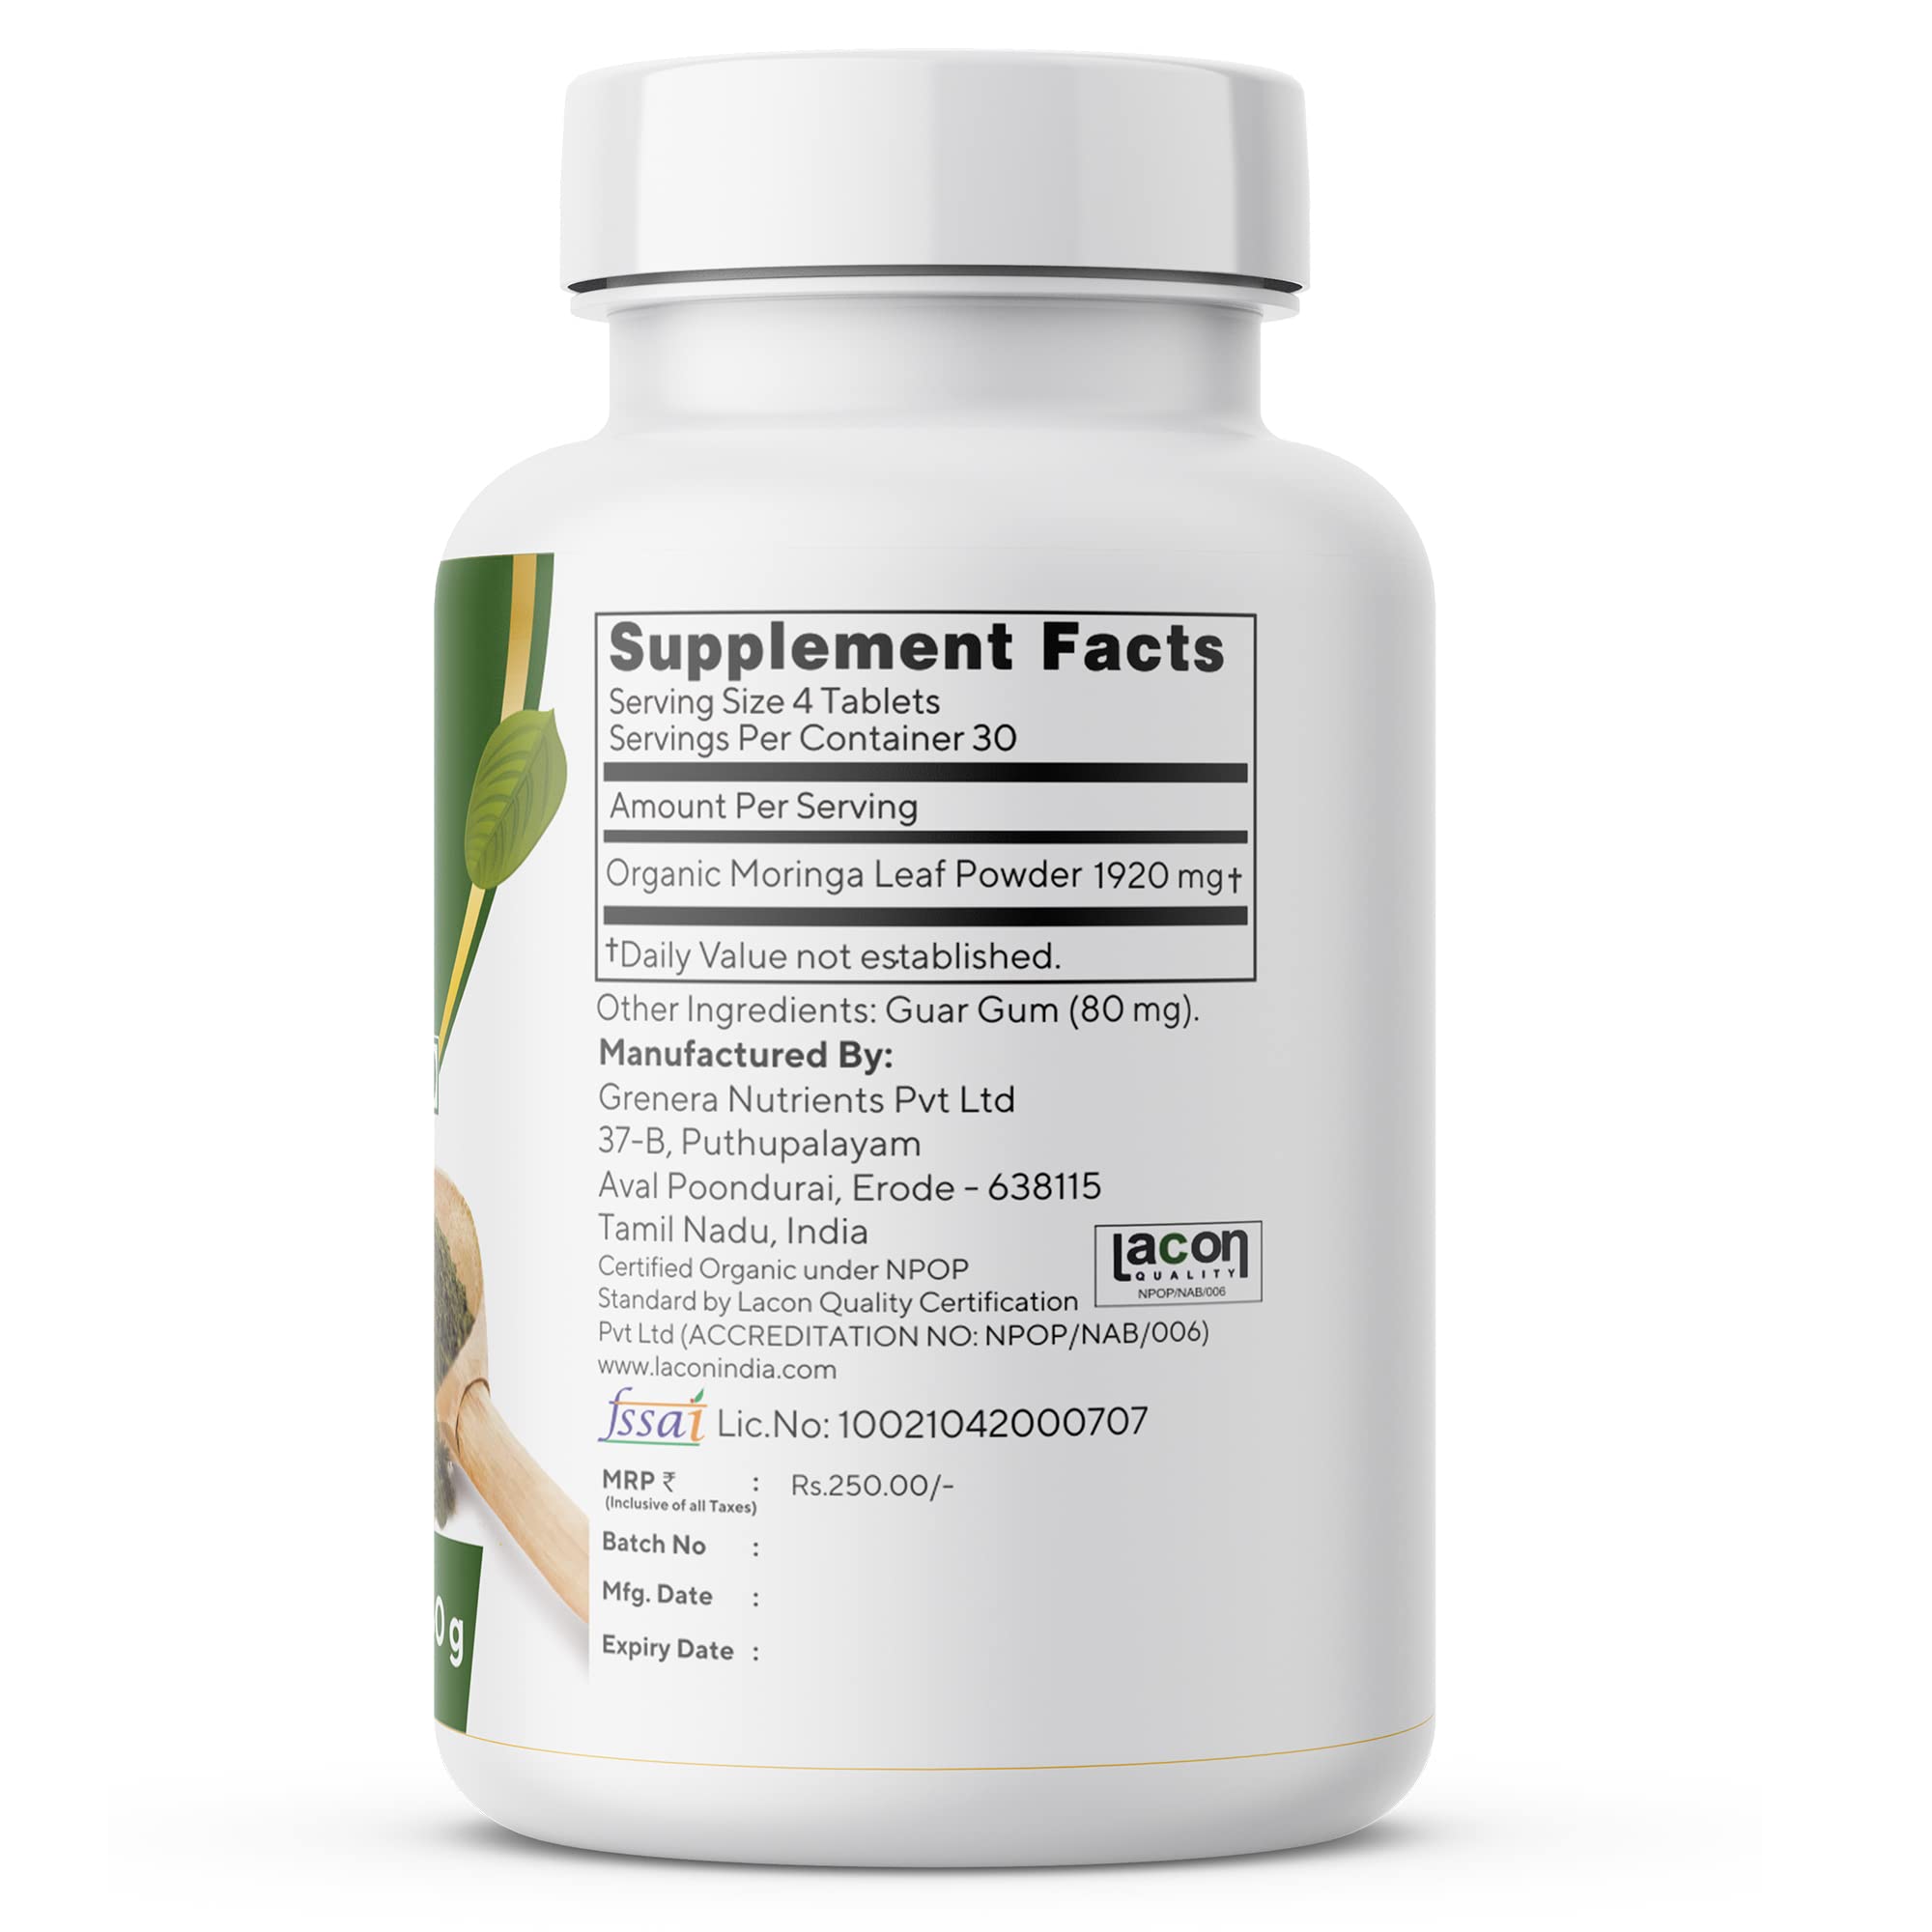 Supplement Facts
Serving Size 4 Tablets
Servings Per Container 30
Amount Per Serving
Organic Moringa Leaf Powder 1920 mg†
†Daily Value not established.
Other Ingredients: Guar Gum (80 mg).
Manufactured By:
Grenera Nutrients Pvt Ltd
37-B, Puthupalayam
Aval Poondurai, Erode - 638115
Tamil Nadu, India
Certified Organic under NPOP
Standard by Lacon Quality Certification
Pvt Ltd (ACCREDITATION NO: NPOP/NAB/006)
www.laconindia.com
lacon
QUALITY
NPOP/NAB/006
fssai Lic.No: 10021042000707
MRP ₹ : Rs.250.00/-
(Inclusive of all Taxes)
Batch No :
Mfg. Date :
Expiry Date :
0 g